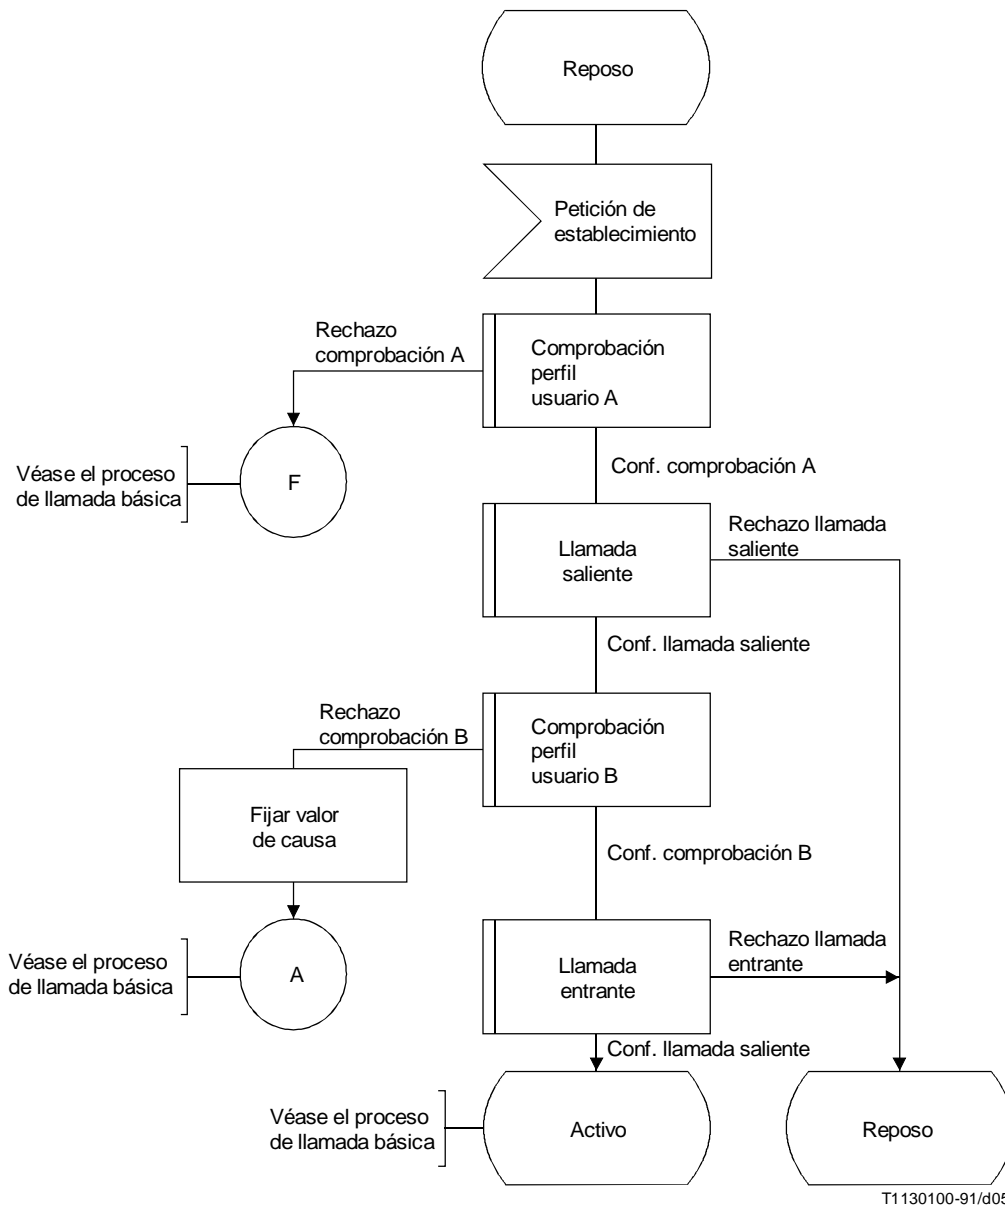 Reposo
Petición de
establecimiento
Rechazo
comprobación A
Comprobación
perfil
usuario A
Véase el proceso
de llamada básica
F
Conf. comprobación A
Llamada
saliente
Rechazo llamada
saliente
Conf. llamada saliente
Rechazo
comprobación B
Comprobación
perfil
usuario B
Fijar valor
de causa
Conf. comprobación B
Véase el proceso
de llamada básica
A
Llamada
entrante
Rechazo llamada
entrante
Conf. llamada saliente
Véase el proceso
de llamada básica
Activo
Reposo
T1130100-91/d05